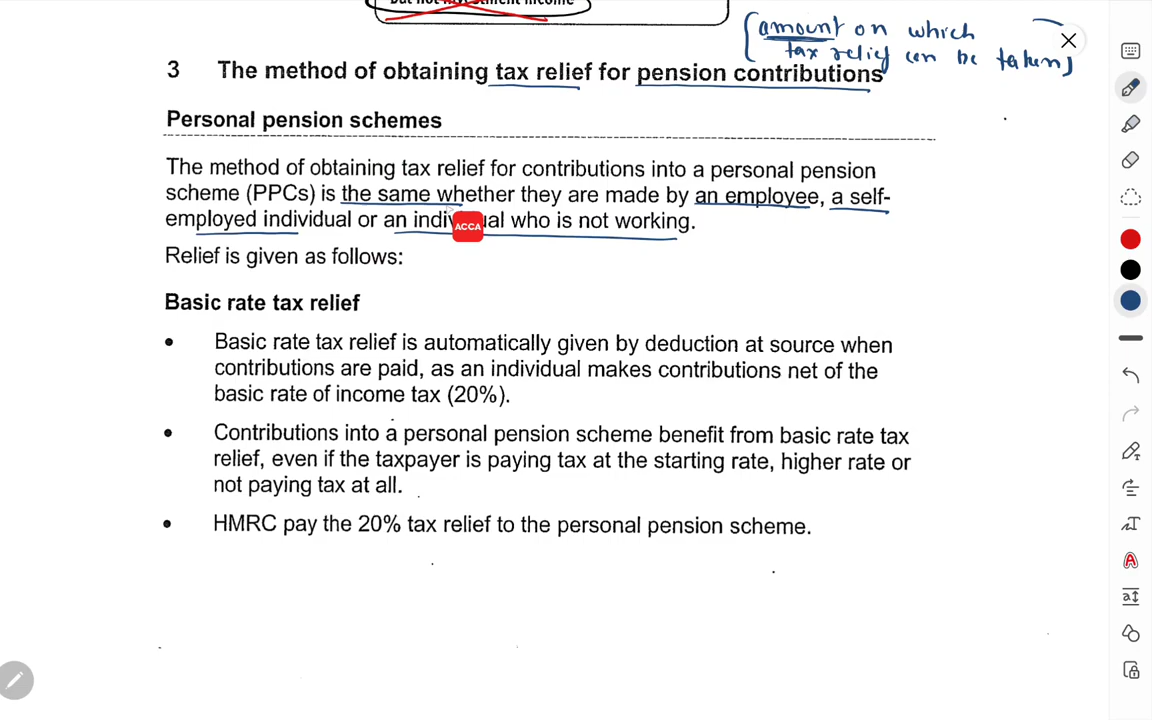 (amount on which
tax relief can be taken)
3 The method of obtaining tax relief for pension contributions
Personal pension schemes
The method of obtaining tax relief for contributions into a personal pension
scheme (PPCs) is the same whether they are made by an employee, a self-
employed individual or an individual who is not working.
ACCA
Relief is given as follows:
Basic rate tax relief
• Basic rate tax relief is automatically given by deduction at source when
contributions are paid, as an individual makes contributions net of the
basic rate of income tax (20%).
• Contributions into a personal pension scheme benefit from basic rate tax
relief, even if the taxpayer is paying tax at the starting rate, higher rate or
not paying tax at all.
• HMRC pay the 20% tax relief to the personal pension scheme.